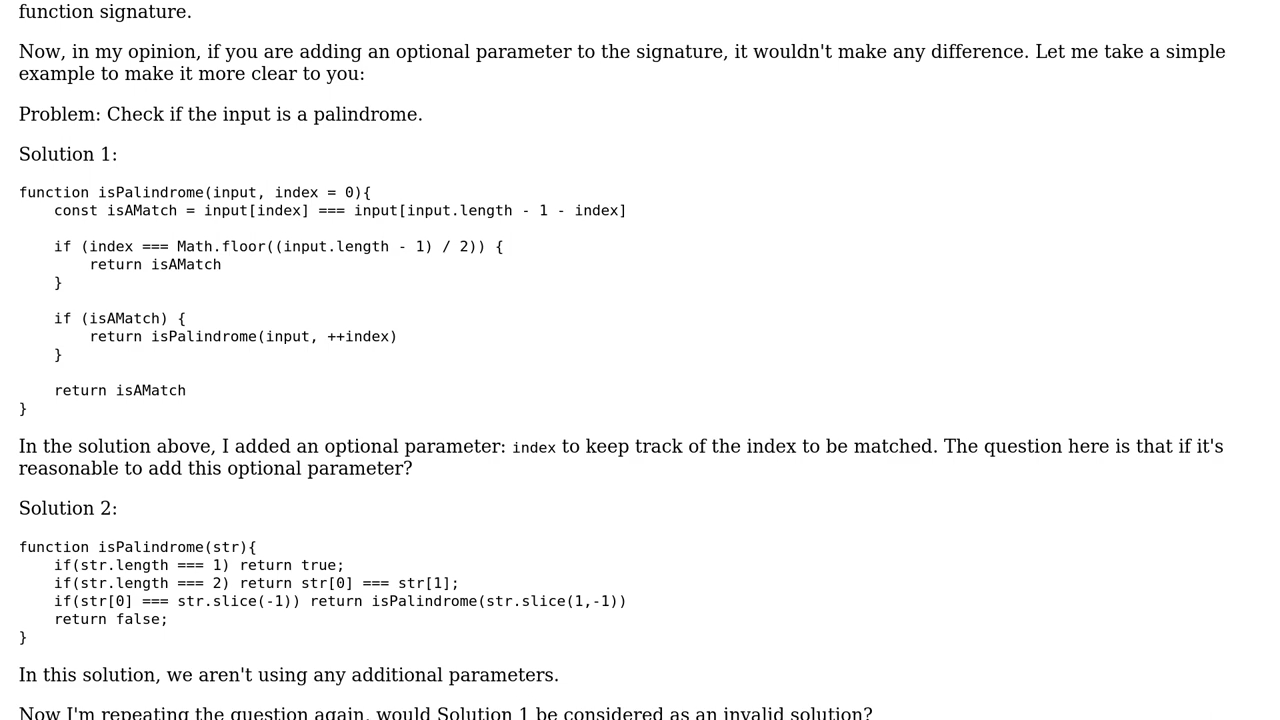 function signature.
Now, in my opinion, if you are adding an optional parameter to the signature, it wouldn't make any difference. Let me take a simple
example to make it more clear to you:
Problem: Check if the input is a palindrome.
Solution 1:
function isPalindrome(input, index = 0){
    const isAMatch = input[index] === input[input.length - 1 - index]
    if (index === Math.floor((input.length - 1) / 2)) {
        return isAMatch
    }
    if (isAMatch) {
        return isPalindrome(input, ++index)
    }
    return isAMatch
}
In the solution above, I added an optional parameter: index to keep track of the index to be matched. The question here is that if it's
reasonable to add this optional parameter?
Solution 2:
function isPalindrome(str){
    if(str.length === 1) return true;
    if(str.length === 2) return str[0] === str[1];
    if(str[0] === str.slice(-1)) return isPalindrome(str.slice(1,-1))
    return false;
}
In this solution, we aren't using any additional parameters.
Now I'm repeating the question again, would Solution 1 be considered as an invalid solution?